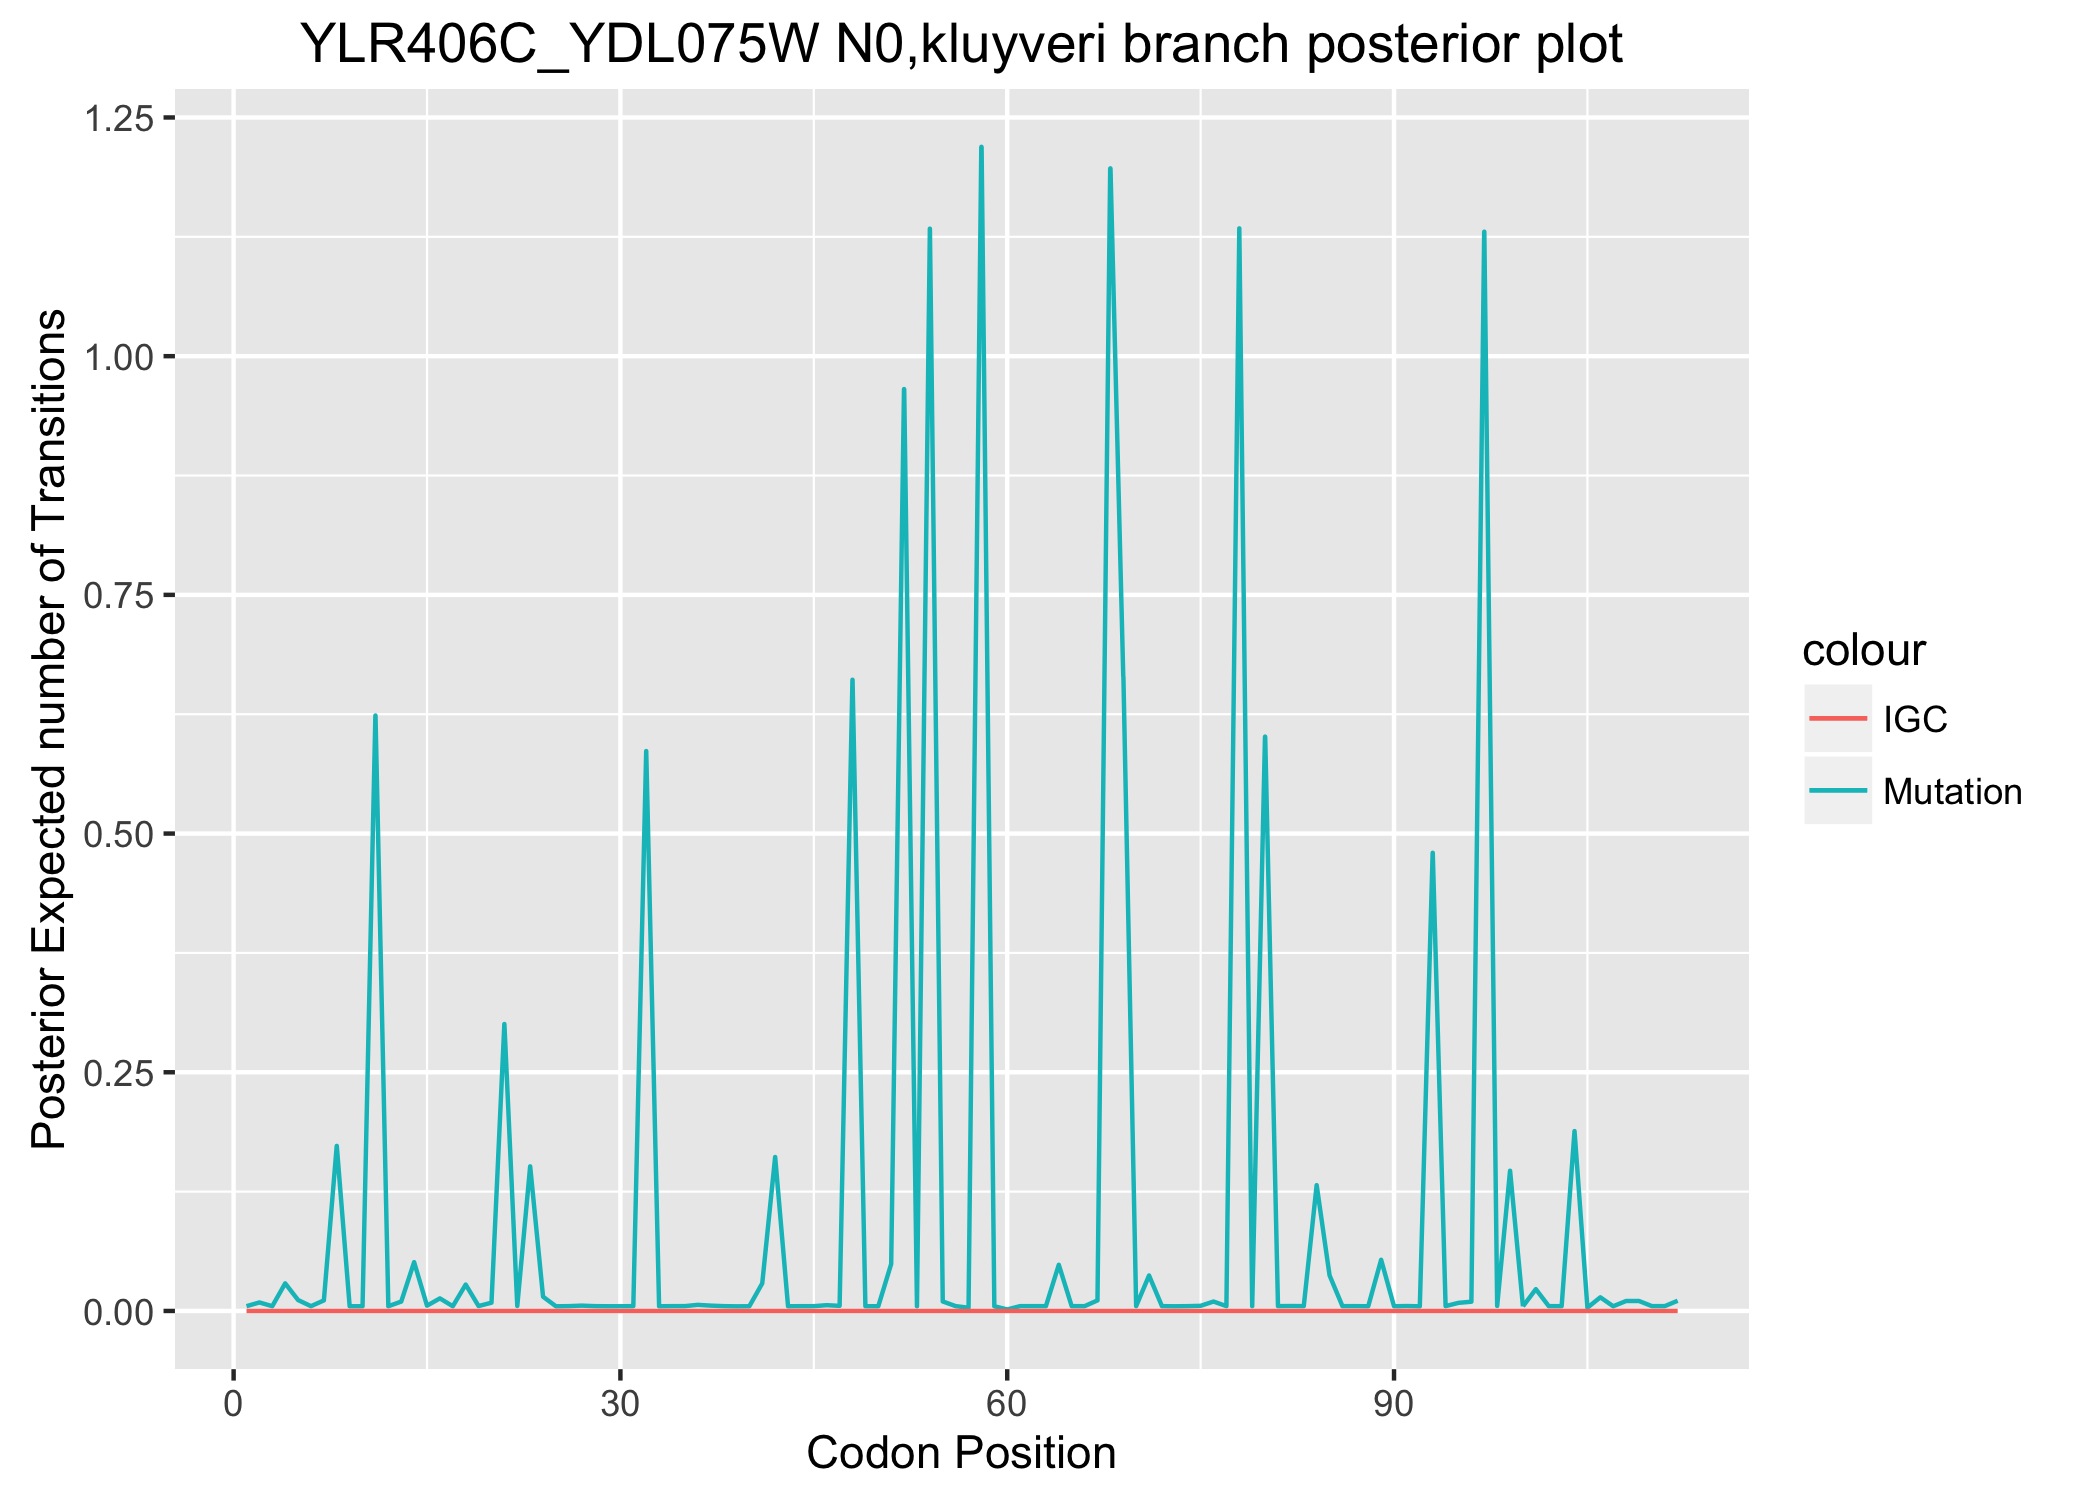 YLR406C_YDL075W N0,kluyveri branch posterior plot
Posterior Expected number of Transitions
1.25
1.00
0.75
0.50
0.25
0.00
0
30
60
90
Codon Position
colour
IGC
Mutation